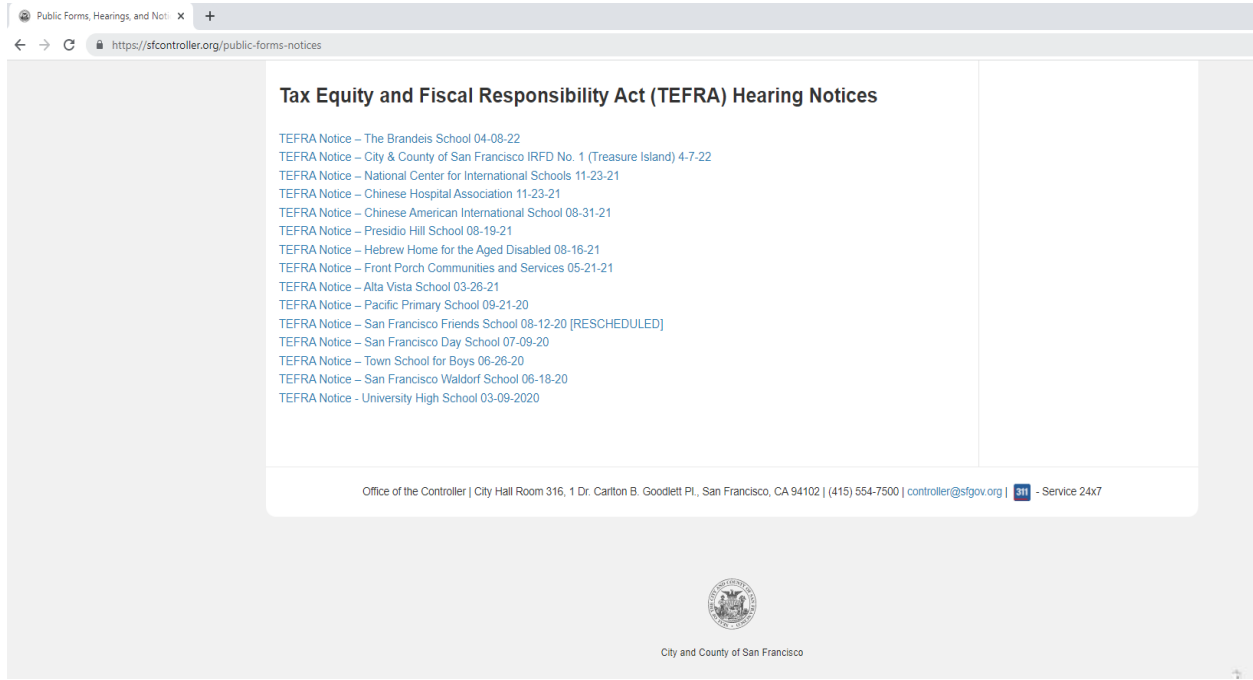 Public Forms, Hearings, and Noti
https://sfcontroller.org/public-forms-notices
Tax Equity and Fiscal Responsibility Act (TEFRA) Hearing Notices
TEFRA Notice – The Brandeis School 04-08-22
TEFRA Notice – City & County of San Francisco IRFD No. 1 (Treasure Island) 4-7-22
TEFRA Notice – National Center for International Schools 11-23-21
TEFRA Notice – Chinese Hospital Association 11-23-21
TEFRA Notice – Chinese American International School 08-31-21
TEFRA Notice – Presidio Hill School 08-19-21
TEFRA Notice – Hebrew Home for the Aged Disabled 08-16-21
TEFRA Notice – Front Porch Communities and Services 05-21-21
TEFRA Notice – Alta Vista School 03-26-21
TEFRA Notice – Pacific Primary School 09-21-20
TEFRA Notice – San Francisco Friends School 08-12-20 [RESCHEDULED]
TEFRA Notice – San Francisco Day School 07-09-20
TEFRA Notice – Town School for Boys 06-26-20
TEFRA Notice – San Francisco Waldorf School 06-18-20
TEFRA Notice - University High School 03-09-2020
Office of the Controller | City Hall Room 316, 1 Dr. Carlton B. Goodlett Pl., San Francisco, CA 94102 | (415) 554-7500 | controller@sfgov.org | 311 - Service 24x7
City and County of San Francisco